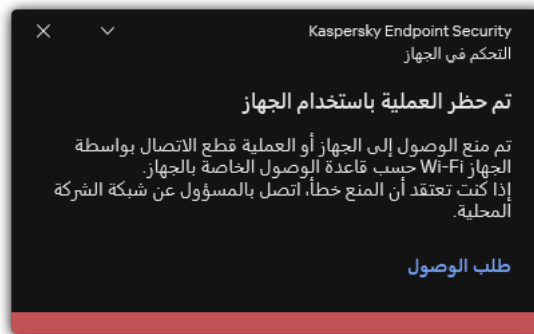 Kaspersky Endpoint Security
التحكم في الجهاز
تم حظر العملية باستخدام الجهاز
تم منع الوصول إلى الجهاز أو العملية قطع الاتصال بواسطة
الجهاز Wi-Fi حسب قاعدة الوصول الخاصة بالجهاز.
إذا كنت تعتقد أن المنع خطأ، اتصل بالمسؤول عن شبكة الشركة
المحلية.
طلب الوصول